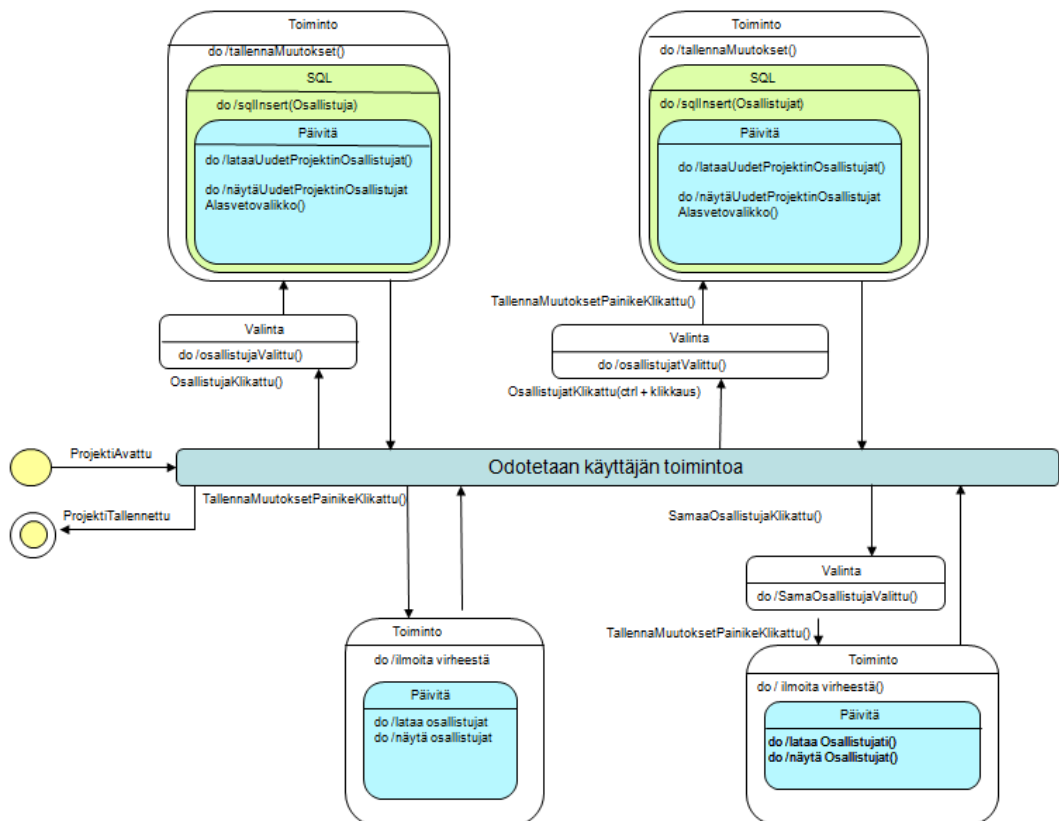 Toiminto
do /tallennaMuutokset()
SQL
do /sqlInsert(Osallistuja)
Päivitä
do /lataaUudetProjektinOsallistujat()
do /näytäUudetProjektinOsallistujat
Alasvetovalikko()
Toiminto
do /tallennaMuutokset()
SQL
do /sqlInsert(Osallistujat)
Päivitä
do /lataaUudetProjektinOsallistujat()
do /näytäUudetProjektinOsallistujat
Alasvetovalikko()
TallennaMuutoksetPainikeKlikattu()
Valinta
do /osallistujaValittu()
OsallistujaKlikattu()
Valinta
do /osallistujatValittu()
OsallistujatKlikattu(ctrl + klikkaus)
ProjektiAvattu
Odotetaan käyttäjän toimintoa
ProjektiTallennettu
TallennaMuutoksetPainikeKlikattu()
SamaaOsallistujaKlikattu()
Valinta
do /SamaOsallistujaValittu()
TallennaMuutoksetPainikeKlikattu()
Toiminto
do /ilmoita virheestä
Päivitä
do /lataa osallistujat
do /näytä osallistujat
Toiminto
do / ilmoita virheestä()
Päivitä
do /lataa Osallistujati()
do /näytä Osallistujat()